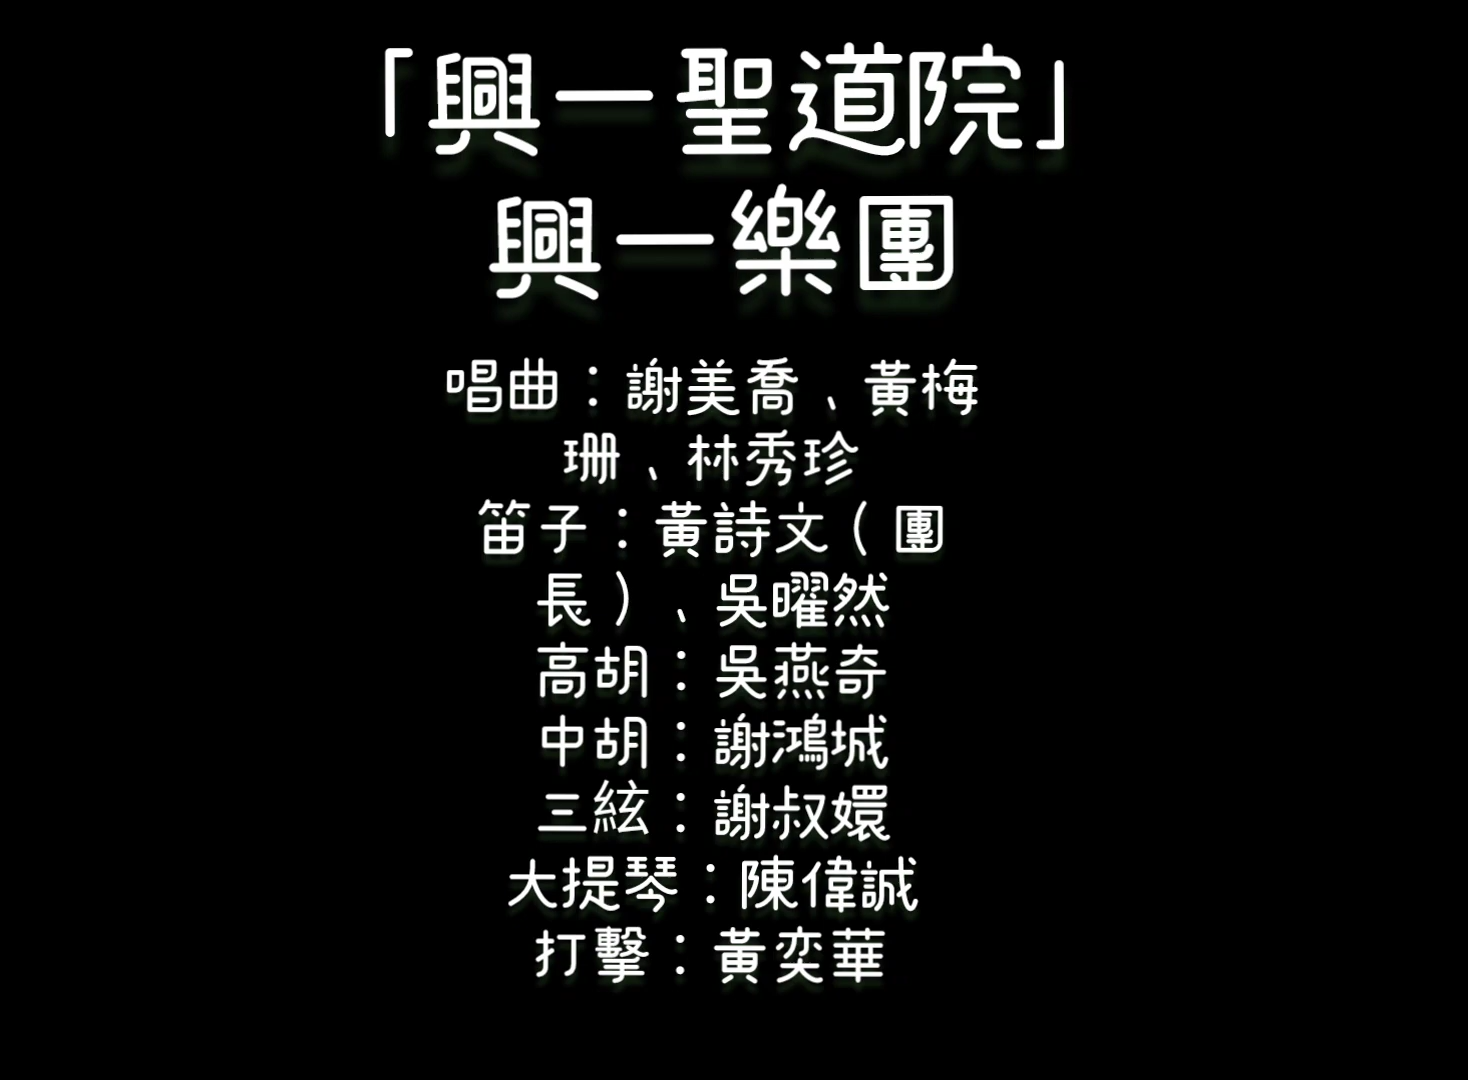 「興一聖道院」
興一樂團
唱曲：謝美喬、黃梅
珊、林秀珍
笛子：黃詩文（團
長）、吳曜然
高胡：吳燕奇
中胡：謝鴻城
三絃：謝叔嬛
大提琴：陳偉誠
打擊：黃奕華